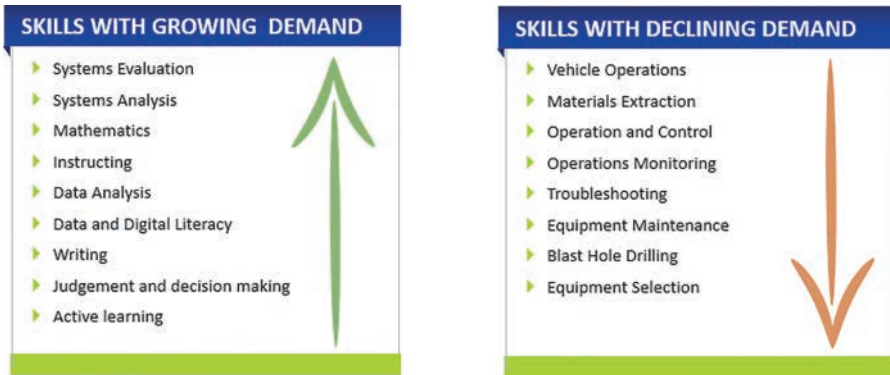 SKILLS WITH GROWING DEMAND
Systems Evaluation
Systems Analysis
Mathematics
Instructing
Data Analysis
Data and Digital Literacy
Writing
Judgement and decision making
Active learning
SKILLS WITH DECLINING DEMAND
Vehicle Operations
Materials Extraction
Operation and Control
Operations Monitoring
Troubleshooting
Equipment Maintenance
Blast Hole Drilling
Equipment Selection